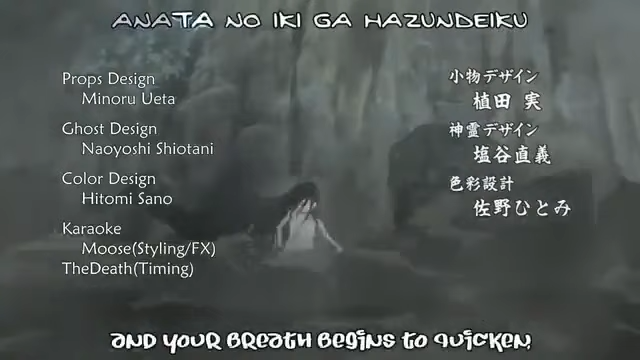 ANATA NO IKI GA HAZUNDEIKU
Props Design
Minoru Ueta
Ghost Design
Naoyoshi Shiotani
Color Design
Hitomi Sano
Karaoke
Moose(Styling/FX)
TheDeath(Timing)
小物デザイン
植田 実
神霊デザイン
塩谷直義
色彩設計
佐野ひとみ
AND YOUR BREATH BEGINS TO QUICKEN